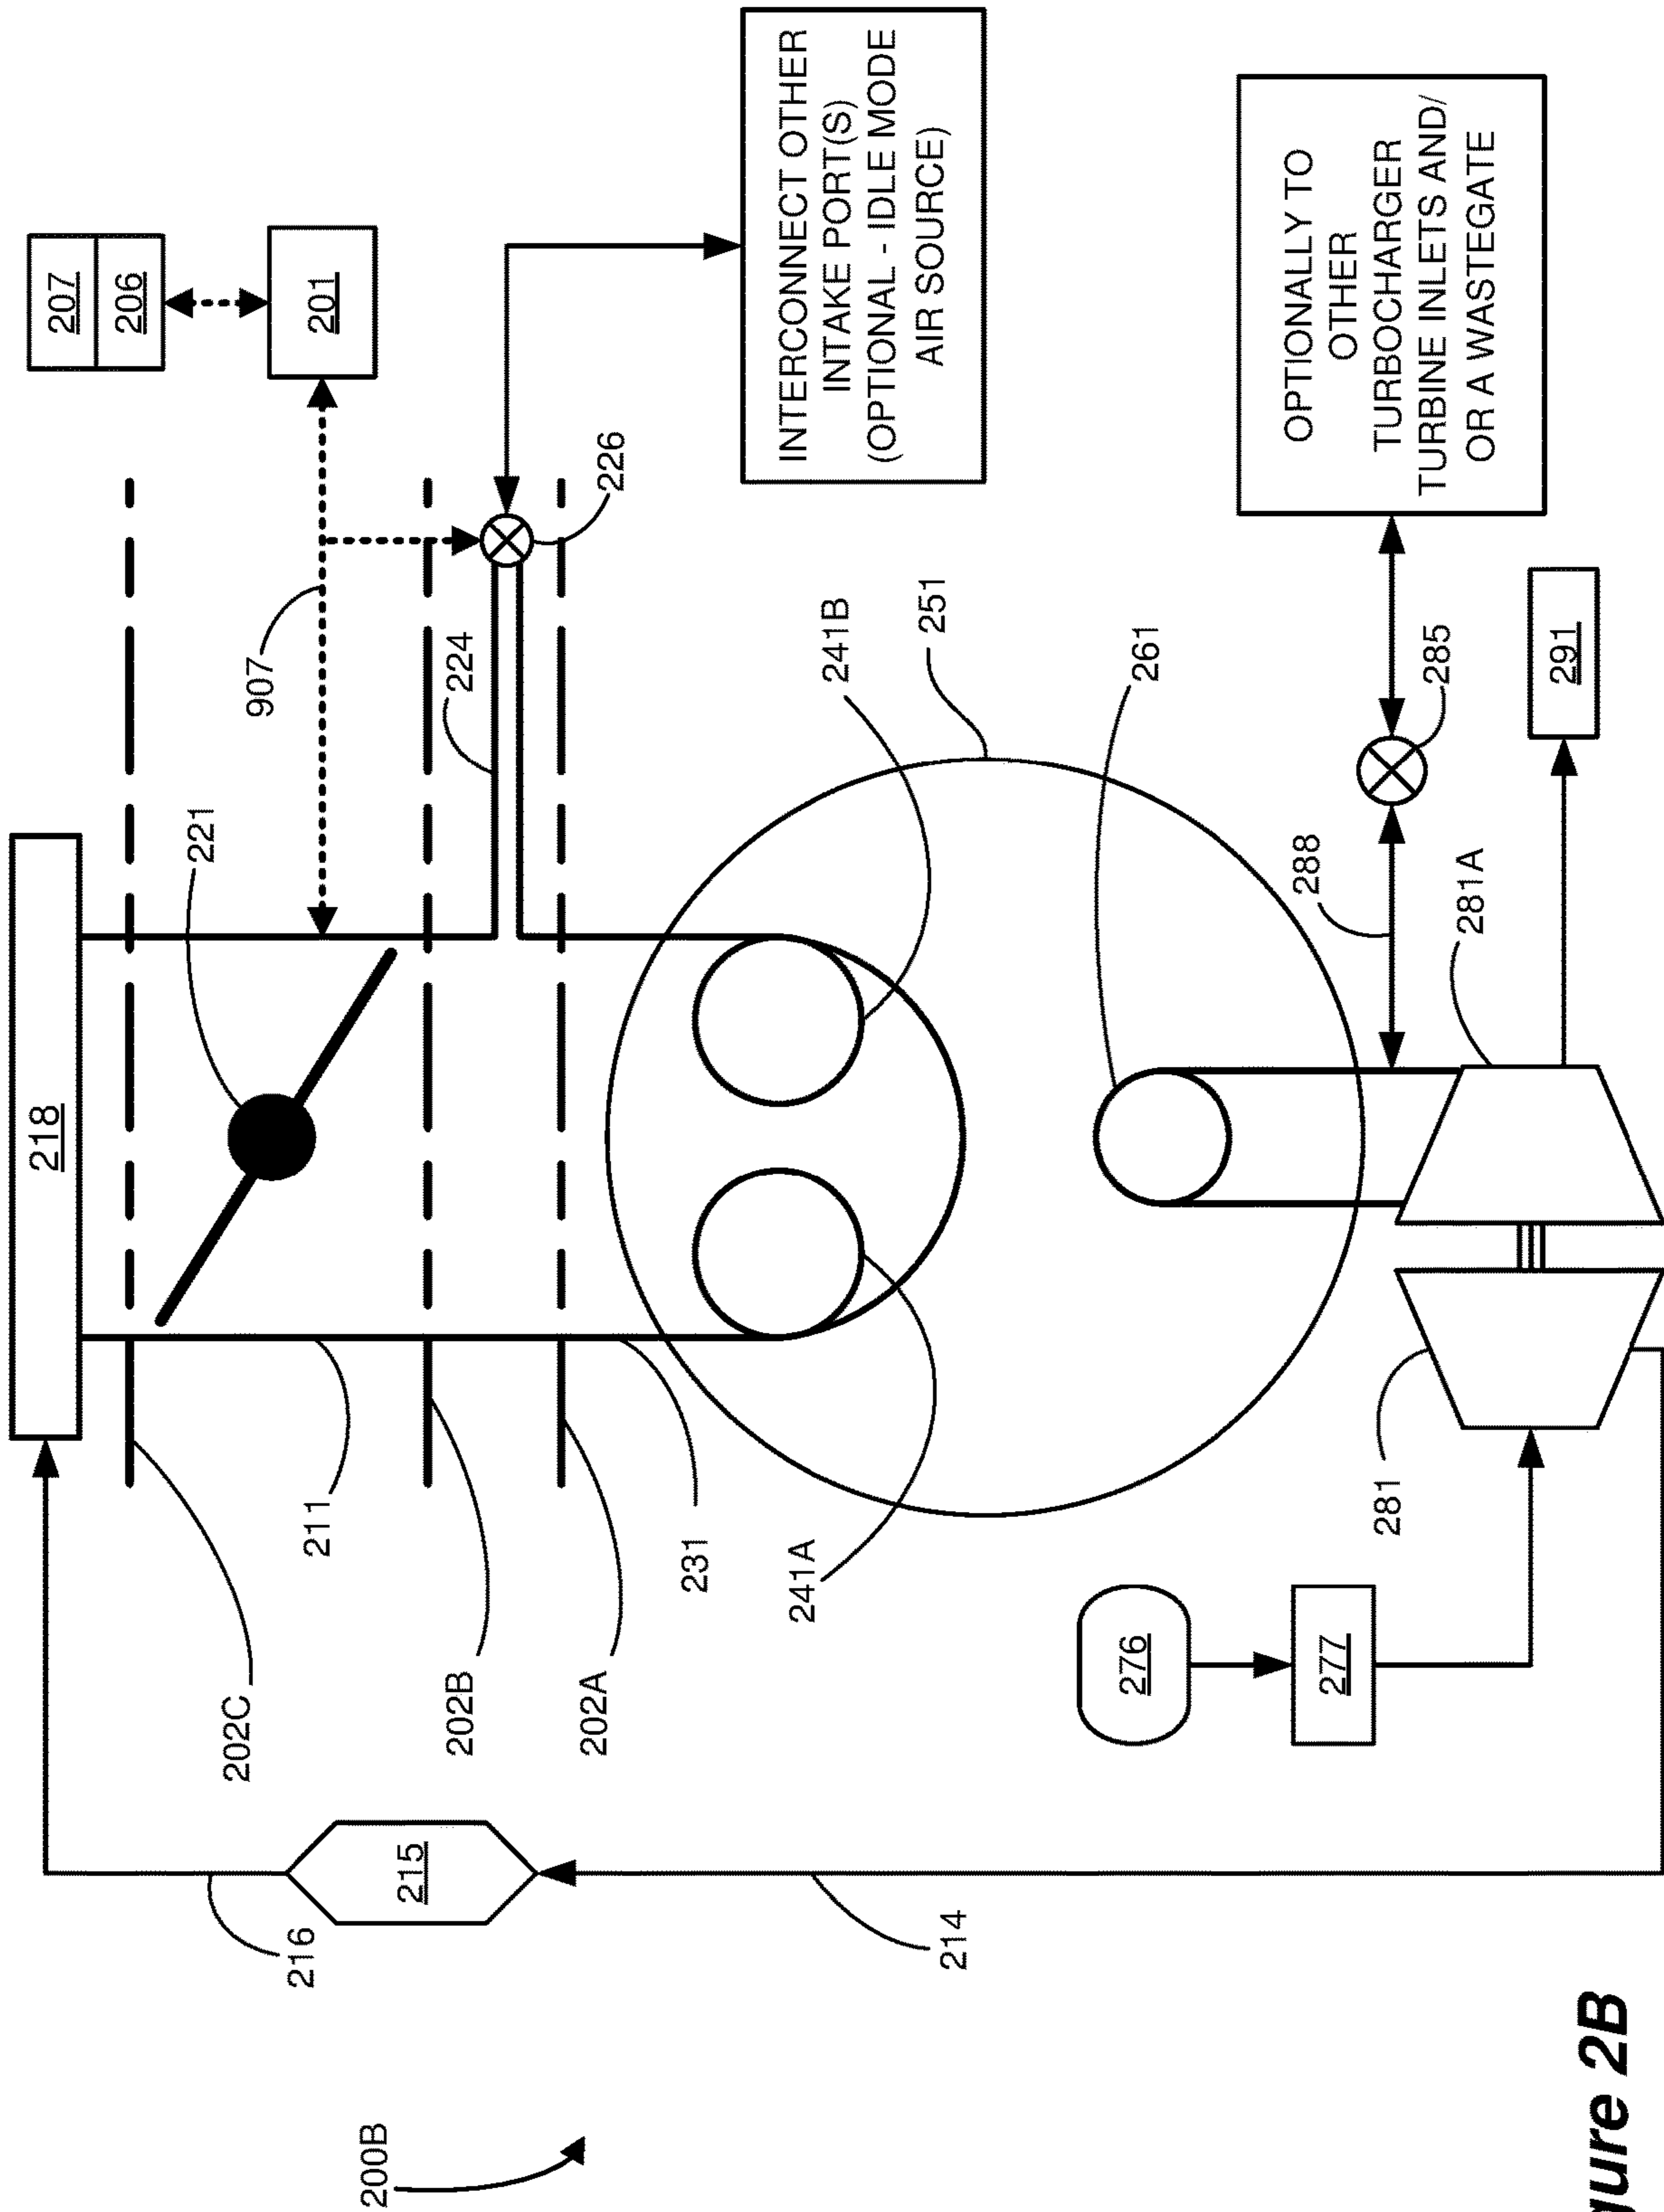 218
207
206
221
202C
907
216
211
201
200B
215
202B
224
202A
226
231
INTERCONNECT OTHER
INTAKE PORT(S)
(OPTIONAL - IDLE MODE
AIR SOURCE)
241A
241B
214
251
276
261
OPTIONALLY TO
OTHER
TURBOCHARGER
TURBINE INLETS AND/
OR A WASTEGATE
288
277
281
285
281A
291
gure 2B